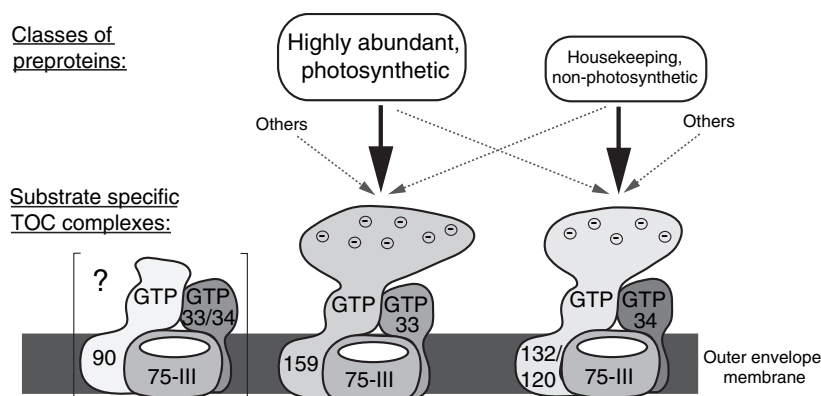 Classes of
preproteins:
Highly abundant,
photosynthetic
Housekeeping,
non-photosynthetic
Others
Others
Substrate specific
TOC complexes:
?
GTP
GTP
33/34
90
75-III
GTP
GTP
33
159
75-III
GTP
GTP
34
132/
120
75-III
Outer envelope
membrane